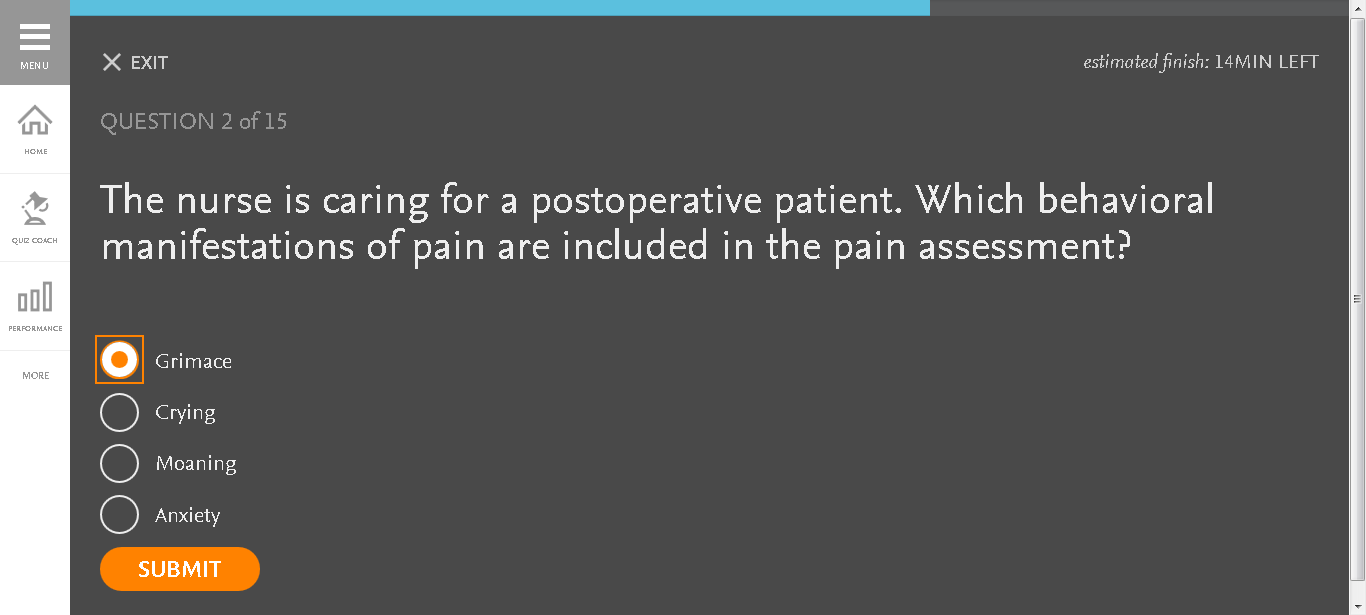 MENU
HOME
QUIZ COACH
PERFORMANCE
MORE
EXIT
estimated finish: 14MIN LEFT
QUESTION 2 of 15
The nurse is caring for a postoperative patient. Which behavioral
manifestations of pain are included in the pain assessment?
Grimace
Crying
Moaning
Anxiety
SUBMIT